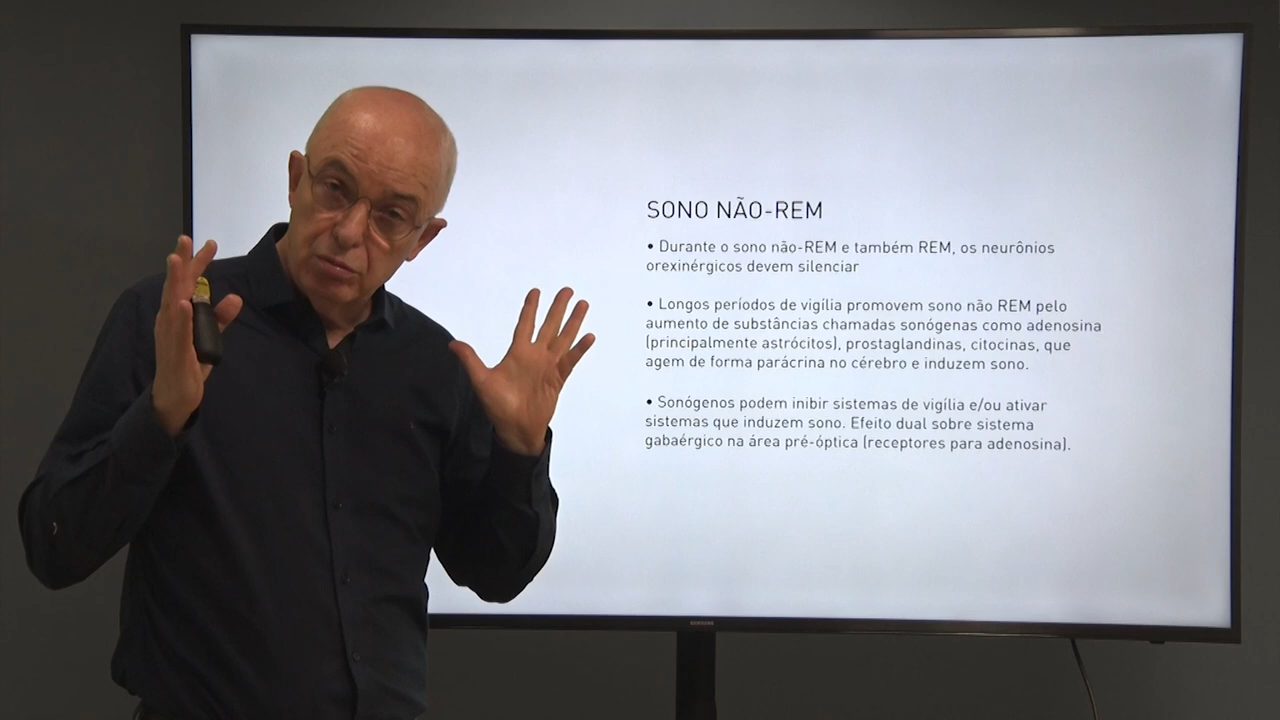 SONO NÃO-REM
• Durante o sono não-REM e também REM, os neurônios
orexinérgicos devem silenciar
• Longos períodos de vigília promovem sono não REM pelo
aumento de substâncias chamadas sonógenas como adenosina
(principalmente astrócitos), prostaglandinas, citocinas, que
agem de forma parácrina no cérebro e induzem sono.
• Sonógenos podem inibir sistemas de vigília e/ou ativar
sistemas que induzem sono. Efeito dual sobre sistema
gabaérgico na área pré-óptica (receptores para adenosina).
SAMSUNG